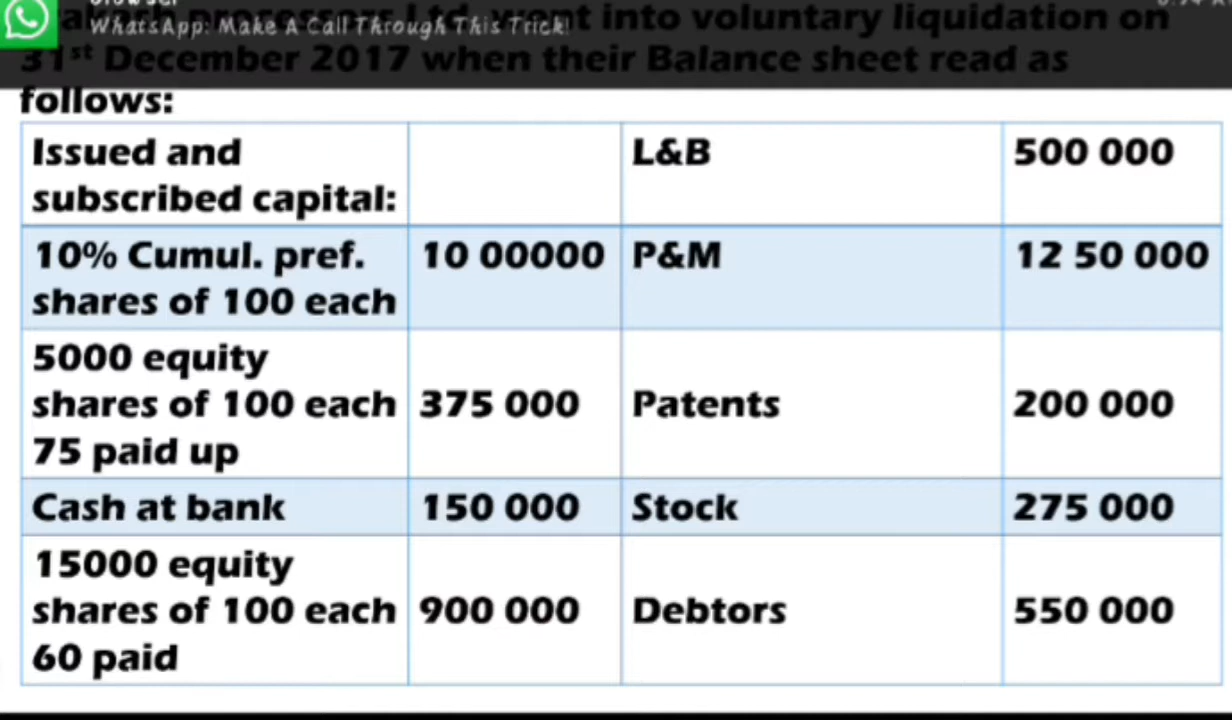 WhatsApp: Make A Call Through This Trick!
Ltd. went into voluntary liquidation on
31st December 2017 when their Balance sheet read as
follows:
Issued and
subscribed capital:
L&B
500 000
10% Cumul. pref.
shares of 100 each
10 00000
P&M
12 50 000
5000 equity
shares of 100 each
75 paid up
375 000
Patents
200 000
Cash at bank
150 000
Stock
275 000
15000 equity
shares of 100 each
60 paid
900 000
Debtors
550 000